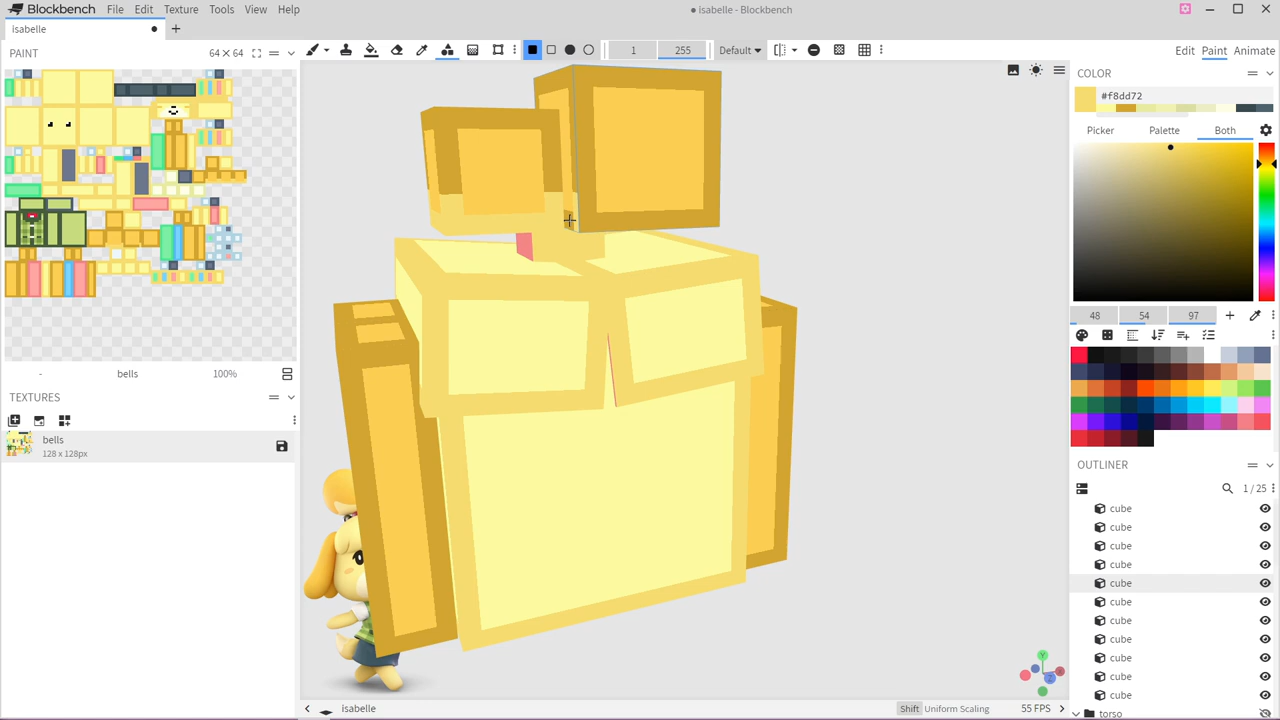 Blockbench File Edit Texture Tools View Help
● isabelle - Blockbench
isabelle
PAINT 64 × 64
1 255 Default
Edit Paint Animate
COLOR
#f8dd72
Picker Palette Both
48 54 97
- bells 100%
TEXTURES
bells
128 x 128px
OUTLINER
1 / 25
cube
cube
cube
cube
cube
cube
cube
cube
cube
cube
cube
torso
isabelle
Shift Uniform Scaling 55 FPS
Y
X
Z